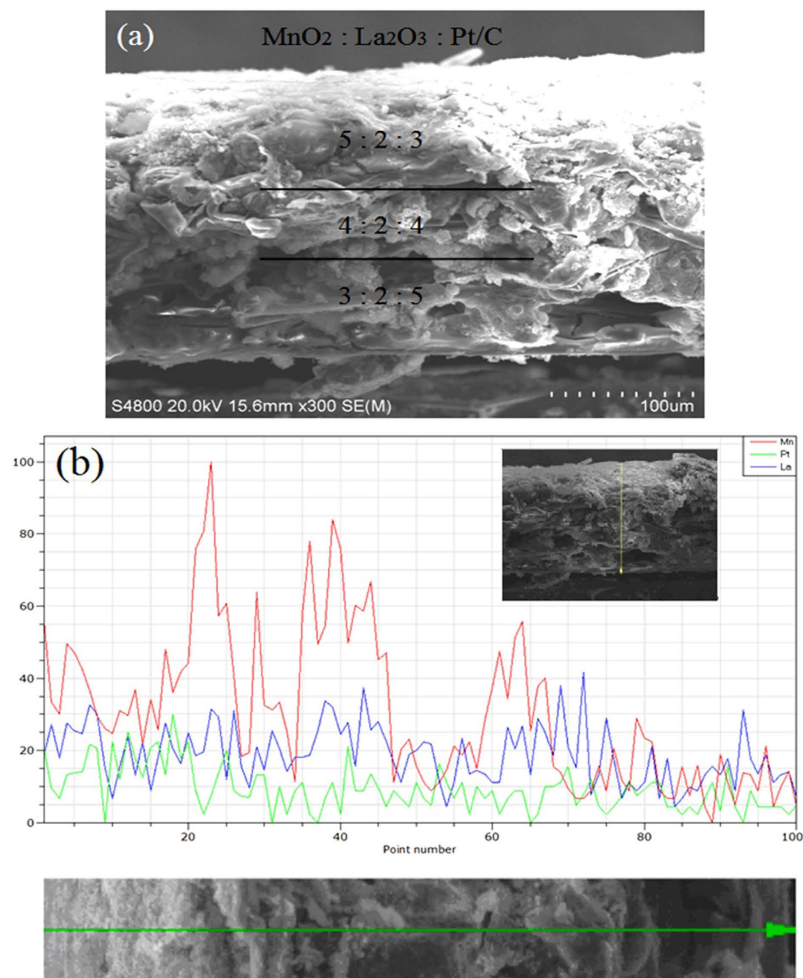 (a)
MnO₂ : La₂O₃ : Pt/C
5 : 2 : 3
4 : 2 : 4
3 : 2 : 5
S4800 20.0kV 15.6mm x300 SE(M)
100um
(b)
Mn
Pt
La
100
80
60
40
20
0
20
40
60
80
100
Point number